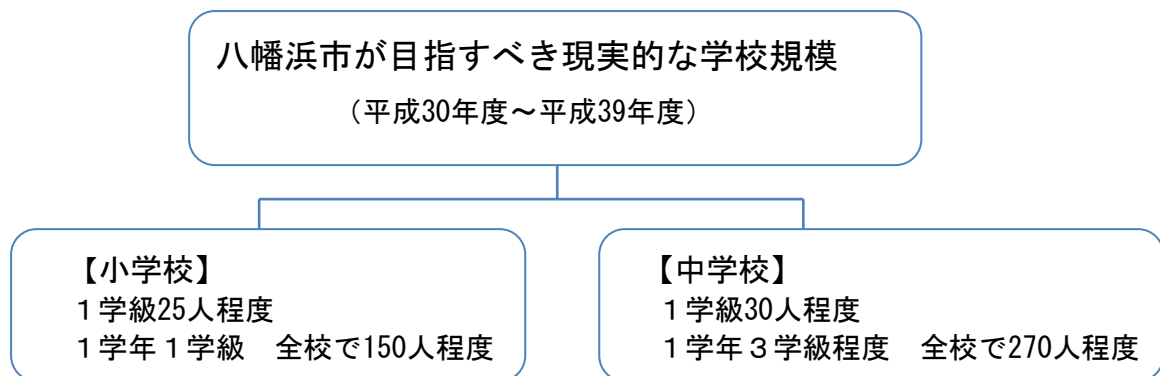 八幡浜市が目指すべき現実的な学校規模
（平成30年度～平成39年度）
【小学校】
１学級25人程度
１学年１学級　全校で150人程度
【中学校】
１学級30人程度
１学年３学級程度　全校で270人程度